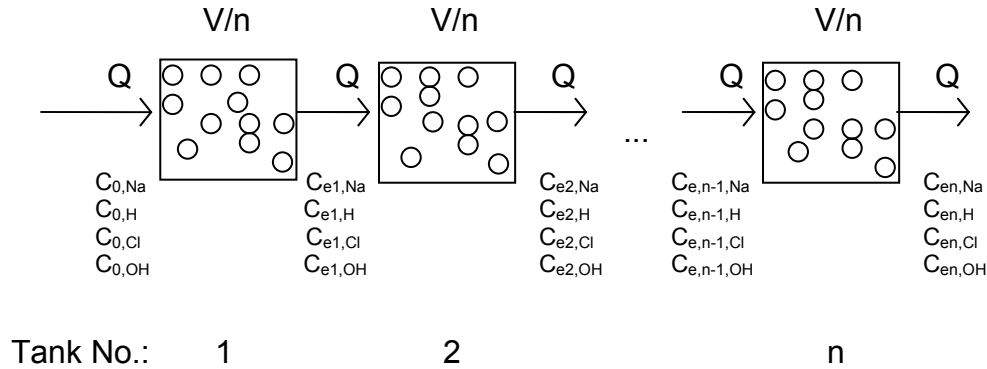 V/n V/n V/n
Q Q Q Q Q
...
C0,Na Ce1,Na Ce2,Na Ce,n-1,Na Cen,Na
C0,H Ce1,H Ce2,H Ce,n-1,H Cen,H
C0,Cl Ce1,Cl Ce2,Cl Ce,n-1,Cl Cen,Cl
C0,OH Ce1,OH Ce2,OH Ce,n-1,OH Cen,OH
Tank No.: 1 2 n